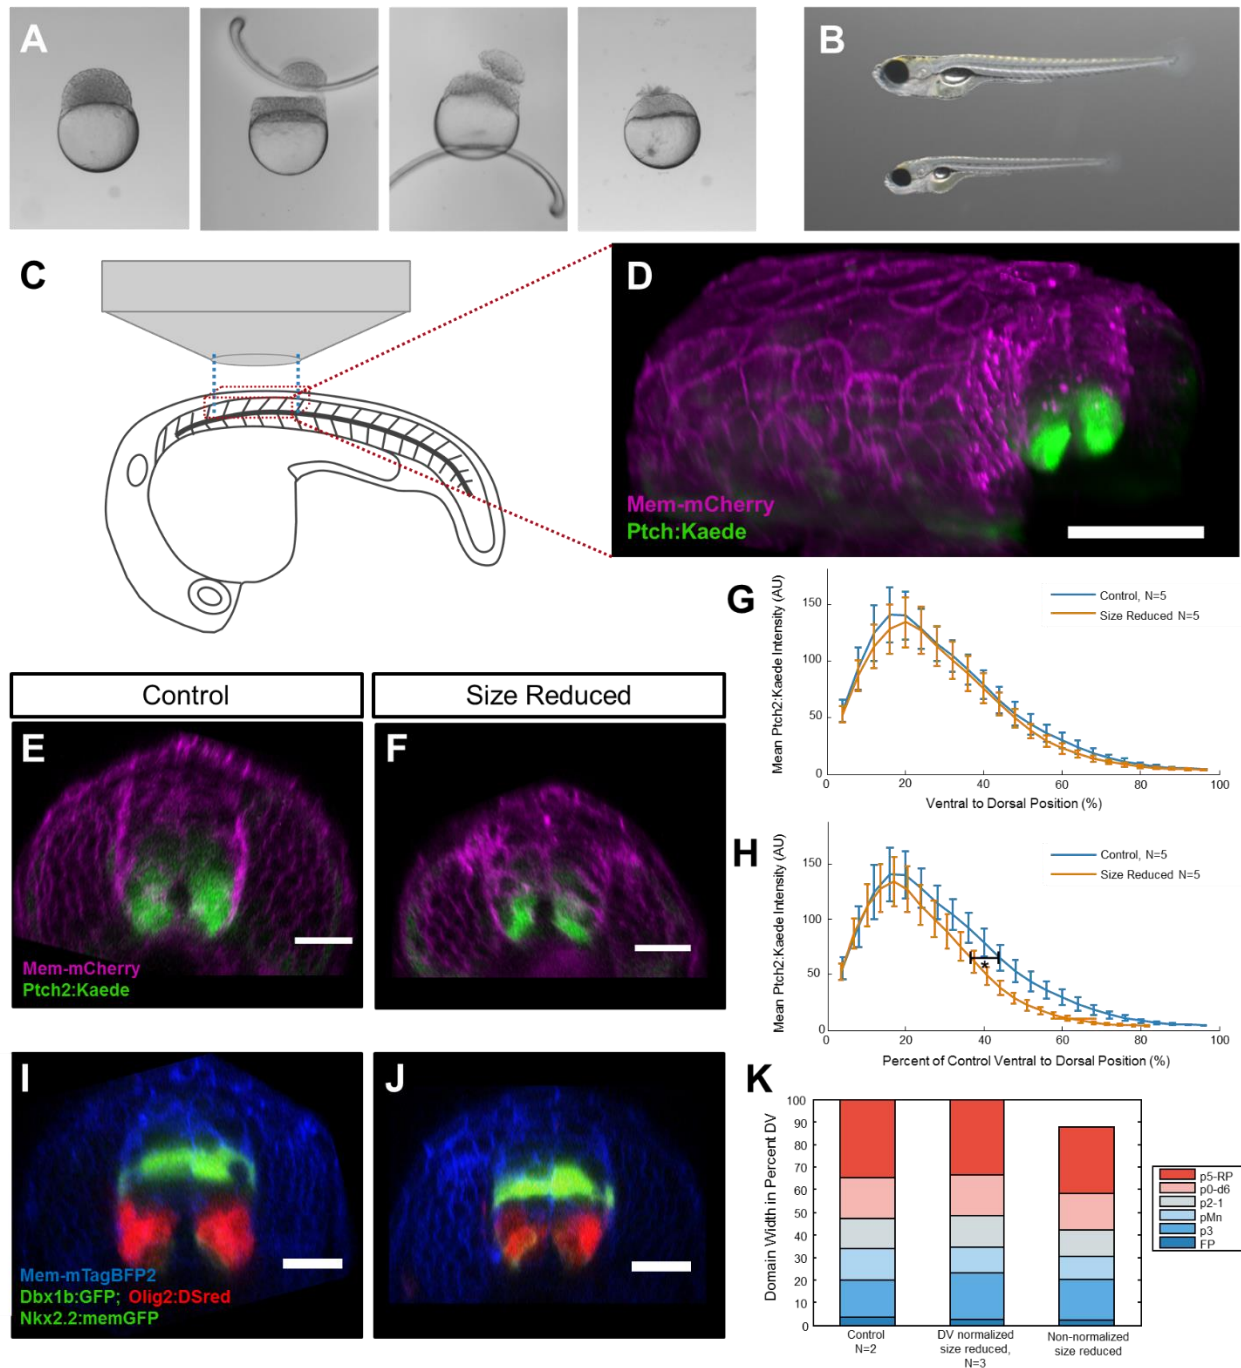 A
B
C
D
Mem-mCherry
Ptch:Kaede
G
Mean Ptch2:Kaede Intensity (AU)
150
100
50
0
0
20
40
60
80
100
Ventral to Dorsal Position (%)
Control, N=5
Size Reduced N=5
Control
Size Reduced
E
Mem-mCherry
Ptch2:Kaede
F
H
Mean Ptch2:Kaede Intensity (AU)
150
100
50
0
0
20
40
60
80
100
Percent of Control Ventral to Dorsal Position (%)
Control, N=5
Size Reduced N=5
*
I
Mem-mTagBFP2
Dbx1b:GFP; Olig2:DSred
Nkx2.2:memGFP
J
K
Domain Width in Percent DV
100
90
80
70
60
50
40
30
20
10
0
Control
N=2
DV normalized
size reduced,
N=3
Non-normalized
size reduced
p5-RP
p0-d6
p2-1
pMn
p3
FP